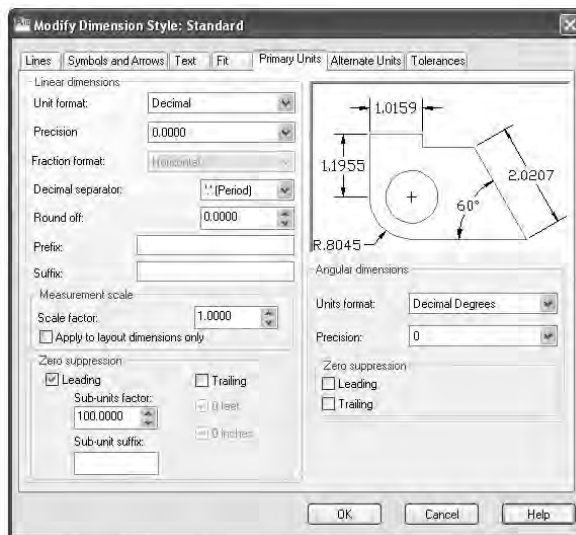 Modify Dimension Style: Standard
Lines Symbols and Arrows Text Fit Primary Units Alternate Units Tolerances
Linear dimensions
Unit format: Decimal
Precision 0.0000
Fraction format: Horizontal
Decimal separator: '.' (Period)
Round off: 0.0000
Prefix:
Suffix:
Measurement scale
Scale factor: 1.0000
Apply to layout dimensions only
Zero suppression
Leading Trailing
Sub-units factor: 0 feet
100.0000
0 inches
Sub-unit suffix:
1.0159
1.1955
2.0207
60°
R.8045
Angular dimensions
Units format: Decimal Degrees
Precision: 0
Zero suppression
Leading
Trailing
OK Cancel Help